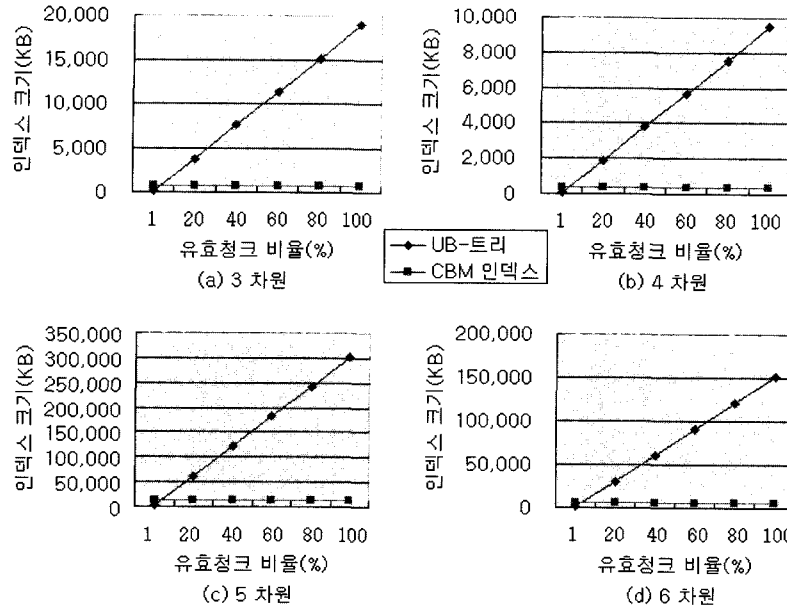 인덱스 크기(KB)
20,000
15,000
10,000
5,000
0
1 20 40 60 80 100
유효청크 비율(%)
(a) 3 차원
인덱스 크기(KB)
10,000
8,000
6,000
4,000
2,000
0
1 20 40 60 80 100
유효청크 비율(%)
(b) 4 차원
UB-트리
CBM 인덱스
인덱스 크기(KB)
350,000
300,000
250,000
200,000
150,000
100,000
50,000
0
1 20 40 60 80 100
유효청크 비율(%)
(c) 5 차원
인덱스 크기(KB)
200,000
150,000
100,000
50,000
0
1 20 40 60 80 100
유효청크 비율(%)
(d) 6 차원